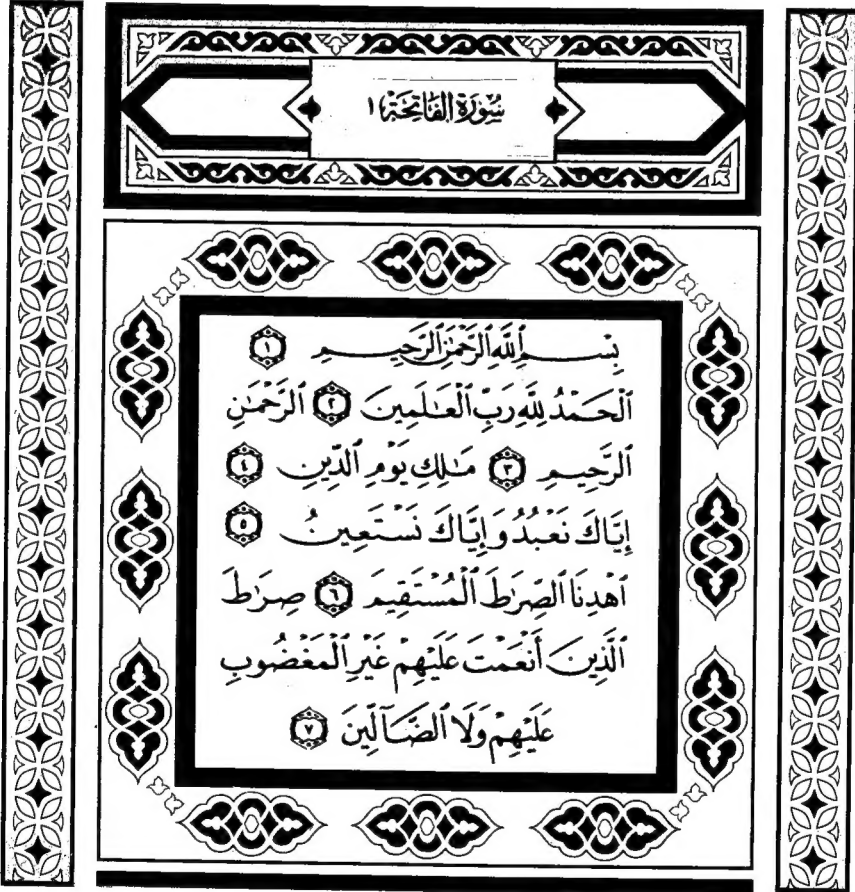 سُورَةُ الفَاتِحَة ١
بِسْمِ ٱللَّهِ ٱلرَّحْمَٰنِ ٱلرَّحِيمِ ١
ٱلْحَمْدُ لِلَّهِ رَبِّ ٱلْعَٰلَمِينَ ٢ ٱلرَّحْمَٰنِ
ٱلرَّحِيمِ ٣ مَٰلِكِ يَوْمِ ٱلدِّينِ ٤
إِيَّاكَ نَعْبُدُ وَإِيَّاكَ نَسْتَعِينُ ٥
ٱهْدِنَا ٱلصِّرَٰطَ ٱلْمُسْتَقِيمَ ٦ صِرَٰطَ
ٱلَّذِينَ أَنْعَمْتَ عَلَيْهِمْ غَيْرِ ٱلْمَغْضُوبِ
عَلَيْهِمْ وَلَا ٱلضَّآلِّينَ ٧